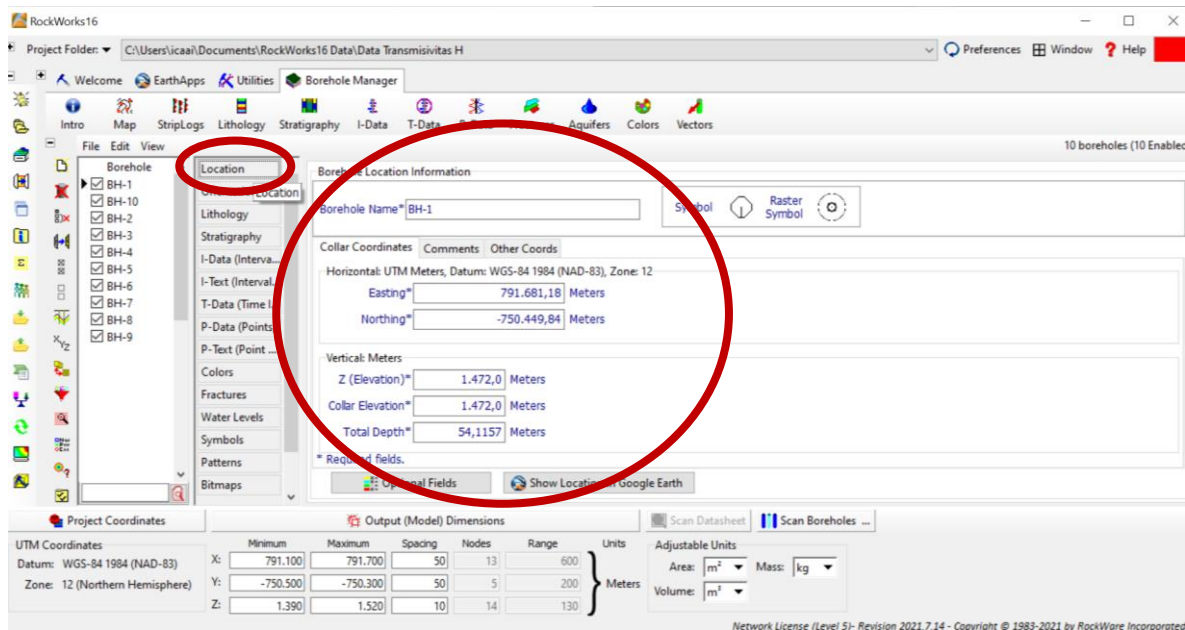 RockWorks16
Project Folder: C:\Users\icaai\Documents\RockWorks16 Data\Data Transmisivitas H Preferences Window Help
Welcome EarthApps Utilities Borehole Manager
Intro Map StripLogs Lithology Stratigraphy I-Data T-Data Aquifers Colors Vectors
File Edit View 10 boreholes (10 Enabled
Borehole
BH-1
BH-10
BH-2
BH-3
BH-4
BH-5
BH-6
BH-7
BH-8
BH-9
Location
Location
Lithology
Stratigraphy
I-Data (Interva...
I-Text (Interval...
T-Data (Time I...
P-Data (Points
P-Text (Point ...
Colors
Fractures
Water Levels
Symbols
Patterns
Bitmaps
Borehole Location Information
Borehole Name* BH-1 Symbol Raster Symbol
Collar Coordinates Comments Other Coords
Horizontal: UTM Meters, Datum: WGS-84 1984 (NAD-83), Zone: 12
Easting* 791.681,18 Meters
Northing* -750.449,84 Meters
Vertical: Meters
Z (Elevation)* 1.472,0 Meters
Collar Elevation* 1.472,0 Meters
Total Depth* 54,1157 Meters
* Required fields.
Optional Fields Show Location in Google Earth
Project Coordinates Output (Model) Dimensions Scan Datasheet Scan Boreholes ...
UTM Coordinates
Datum: WGS-84 1984 (NAD-83)
Zone: 12 (Northern Hemisphere)
Minimum Maximum Spacing Nodes Range Units
X: 791.100 791.700 50 13 600
Y: -750.500 -750.300 50 5 200 Meters
Z: 1.390 1.520 10 14 130
Adjustable Units
Area: m² Mass: kg
Volume: m³
Network License (Level 5)- Revision 2021.7.14 - Copyright © 1983-2021 by RockWare Incorporated